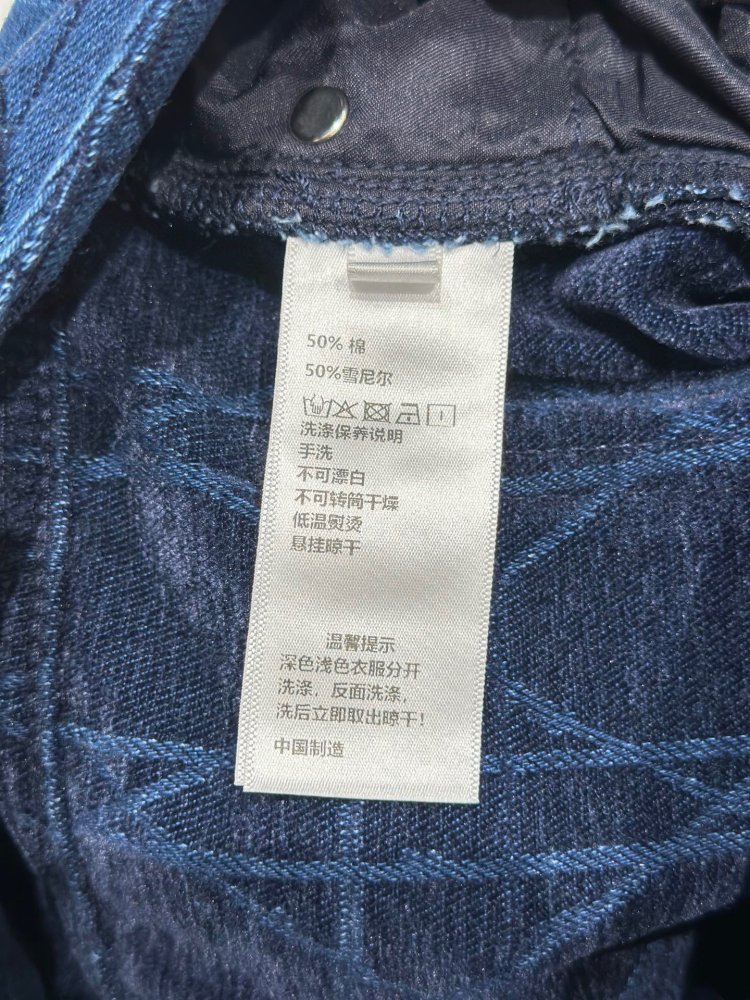 50% 棉
50%雪尼尔
洗涤保养说明
手洗
不可漂白
不可转筒干燥
低温熨烫
悬挂晾干
温馨提示
深色浅色衣服分开
洗涤，反面洗涤，
洗后立即取出晾干！
中国制造